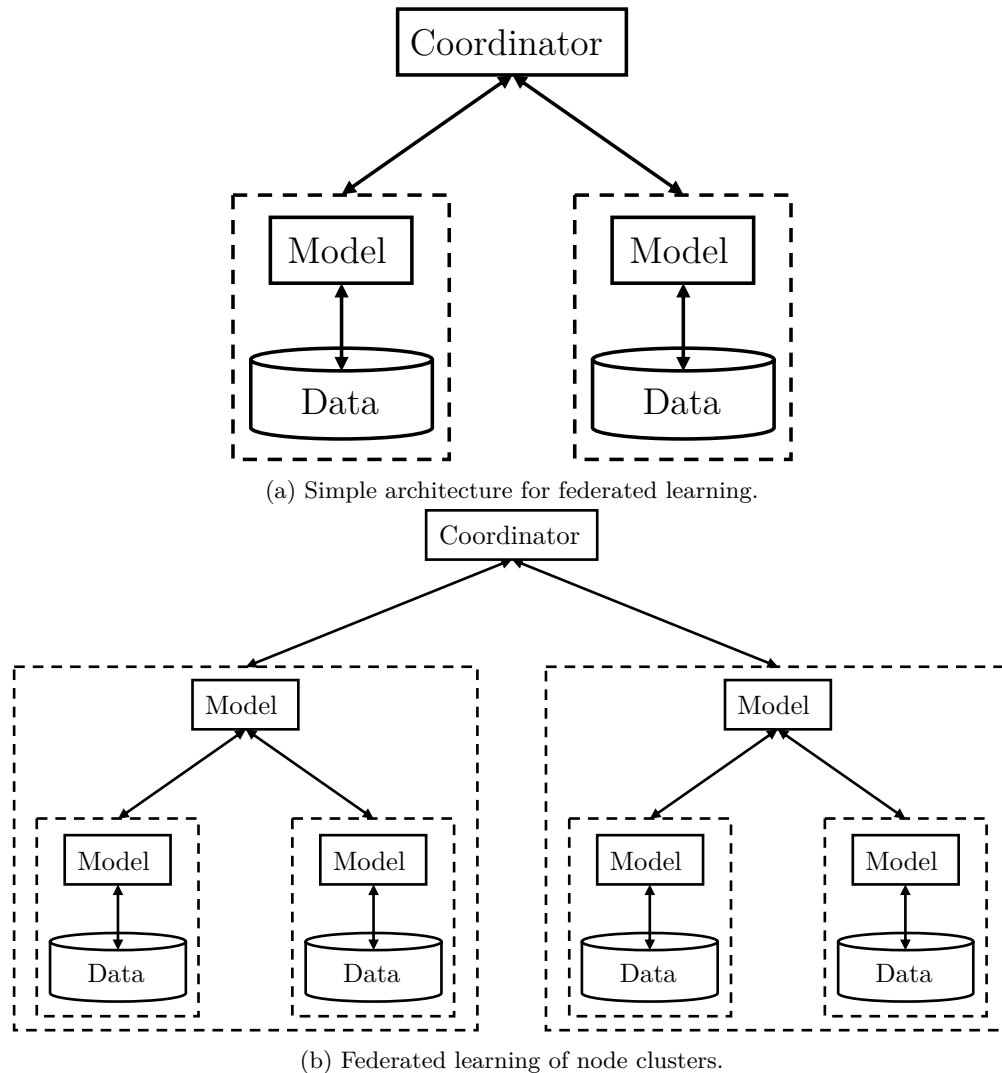 Coordinator
Model Model
Data Data
(a) Simple architecture for federated learning.
Coordinator
Model Model
Model Model Model Model
Data Data Data Data
(b) Federated learning of node clusters.